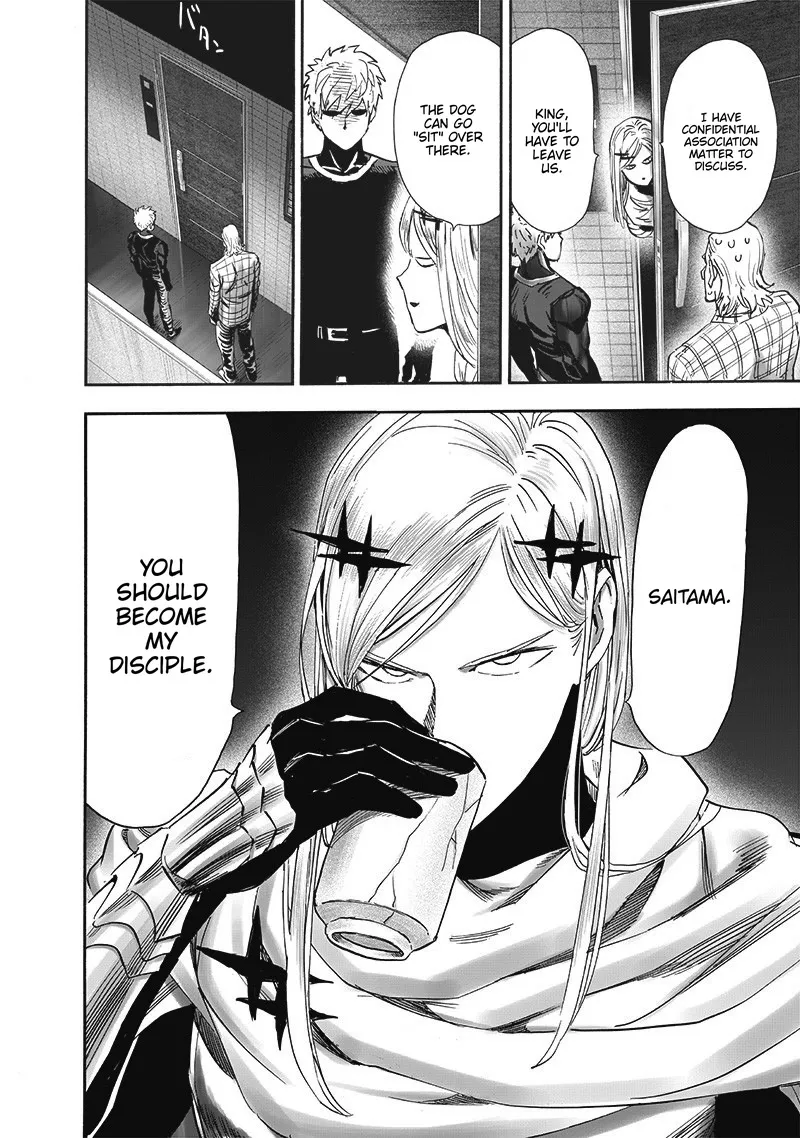 I HAVE
CONFIDENTIAL
ASSOCIATION
MATTER TO
DISCUSS.
KING,
YOU'LL
HAVE TO
LEAVE
US.
THE DOG
CAN GO
"SIT" OVER
THERE.
バタン
SAITAMA.
YOU
SHOULD
BECOME
MY
DISCIPLE.